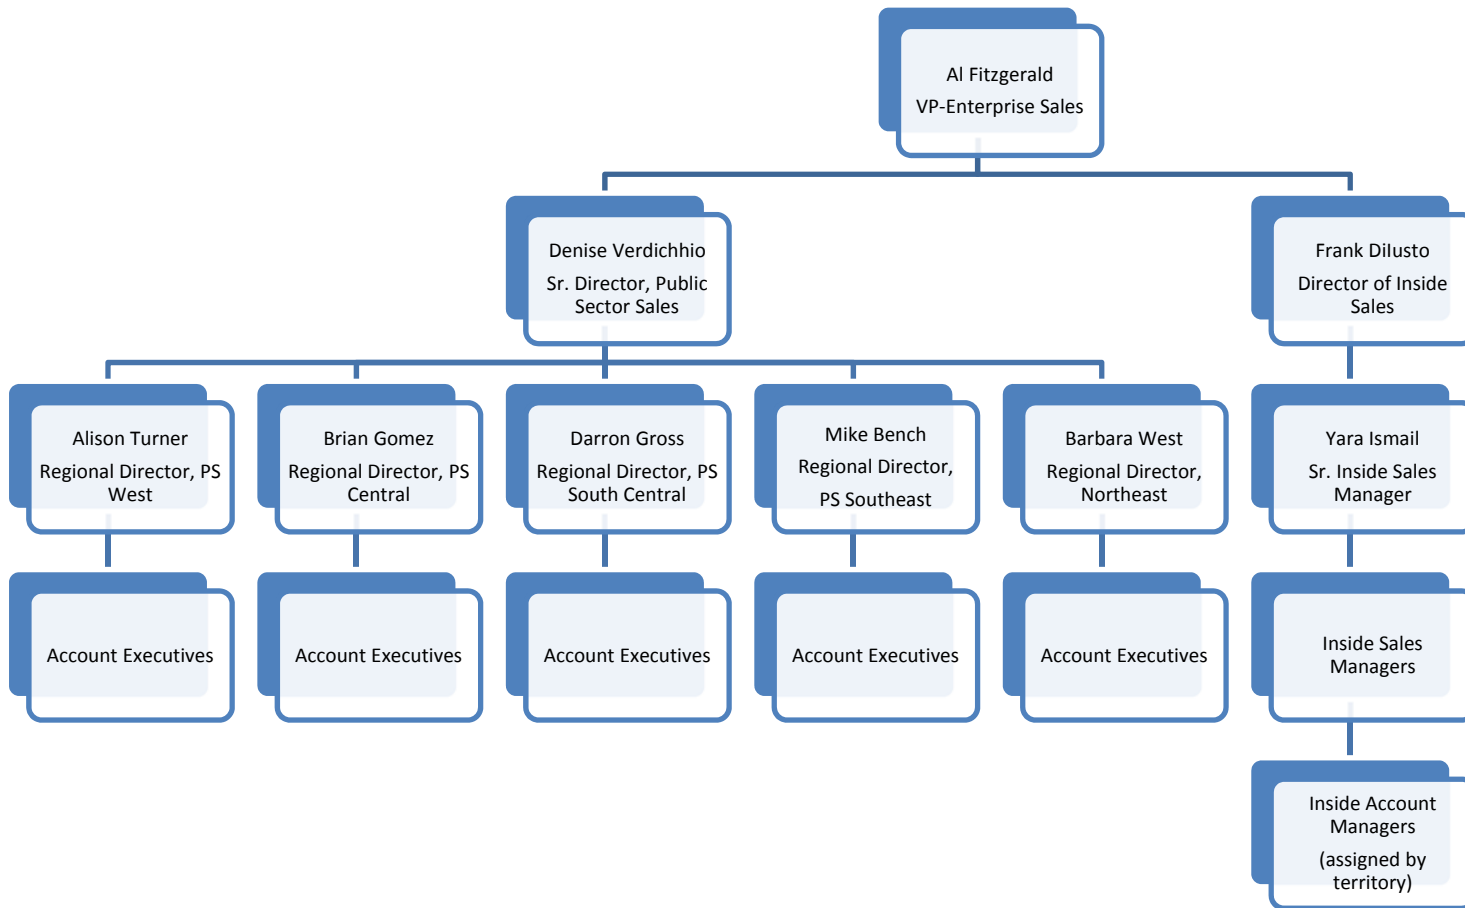 Al Fitzgerald
VP-Enterprise Sales
Denise Verdichhio
Sr. Director, Public
Sector Sales
Frank DiIusto
Director of Inside
Sales
Alison Turner
Regional Director, PS
West
Brian Gomez
Regional Director, PS
Central
Darron Gross
Regional Director, PS
South Central
Mike Bench
Regional Director,
PS Southeast
Barbara West
Regional Director,
Northeast
Yara Ismail
Sr. Inside Sales
Manager
Account Executives
Account Executives
Account Executives
Account Executives
Account Executives
Inside Sales
Managers
Inside Account
Managers
(assigned by
territory)